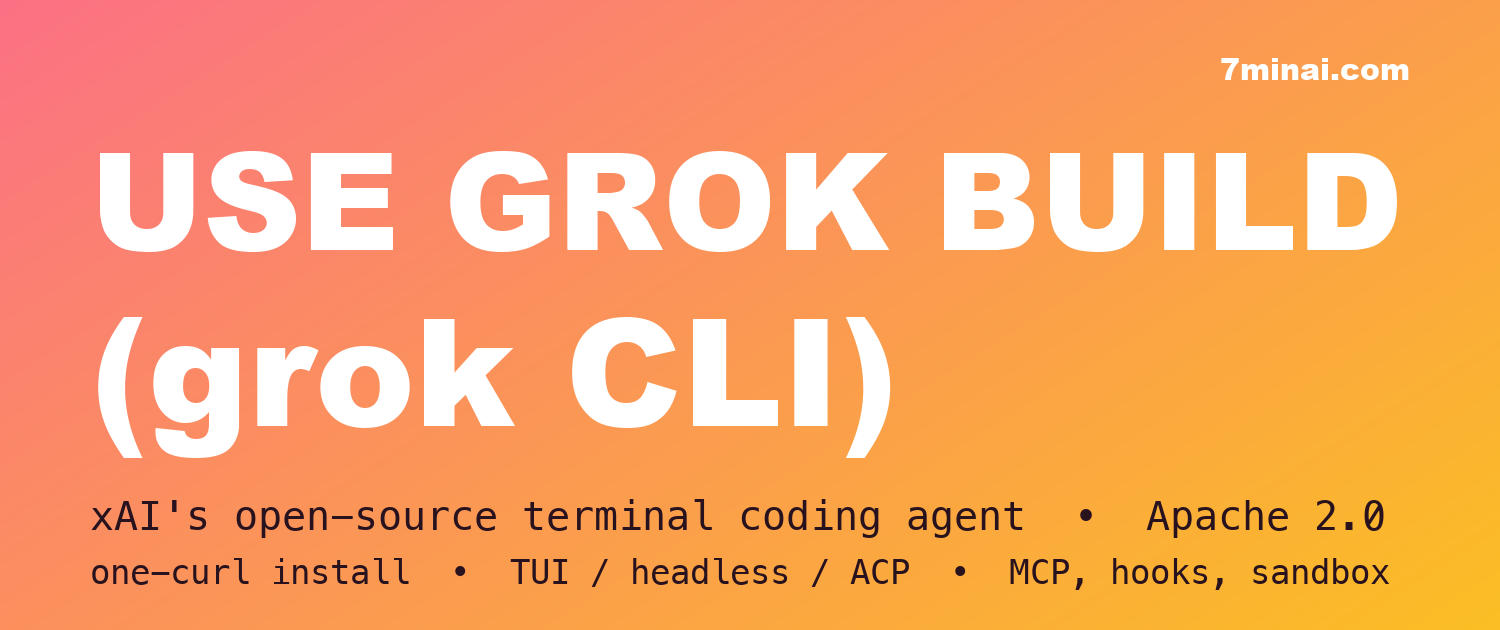 7minai.com
USE GROK BUILD
(grok CLI)
xAI's open-source terminal coding agent • Apache 2.0
one-curl install • TUI / headless / ACP • MCP, hooks, sandbox